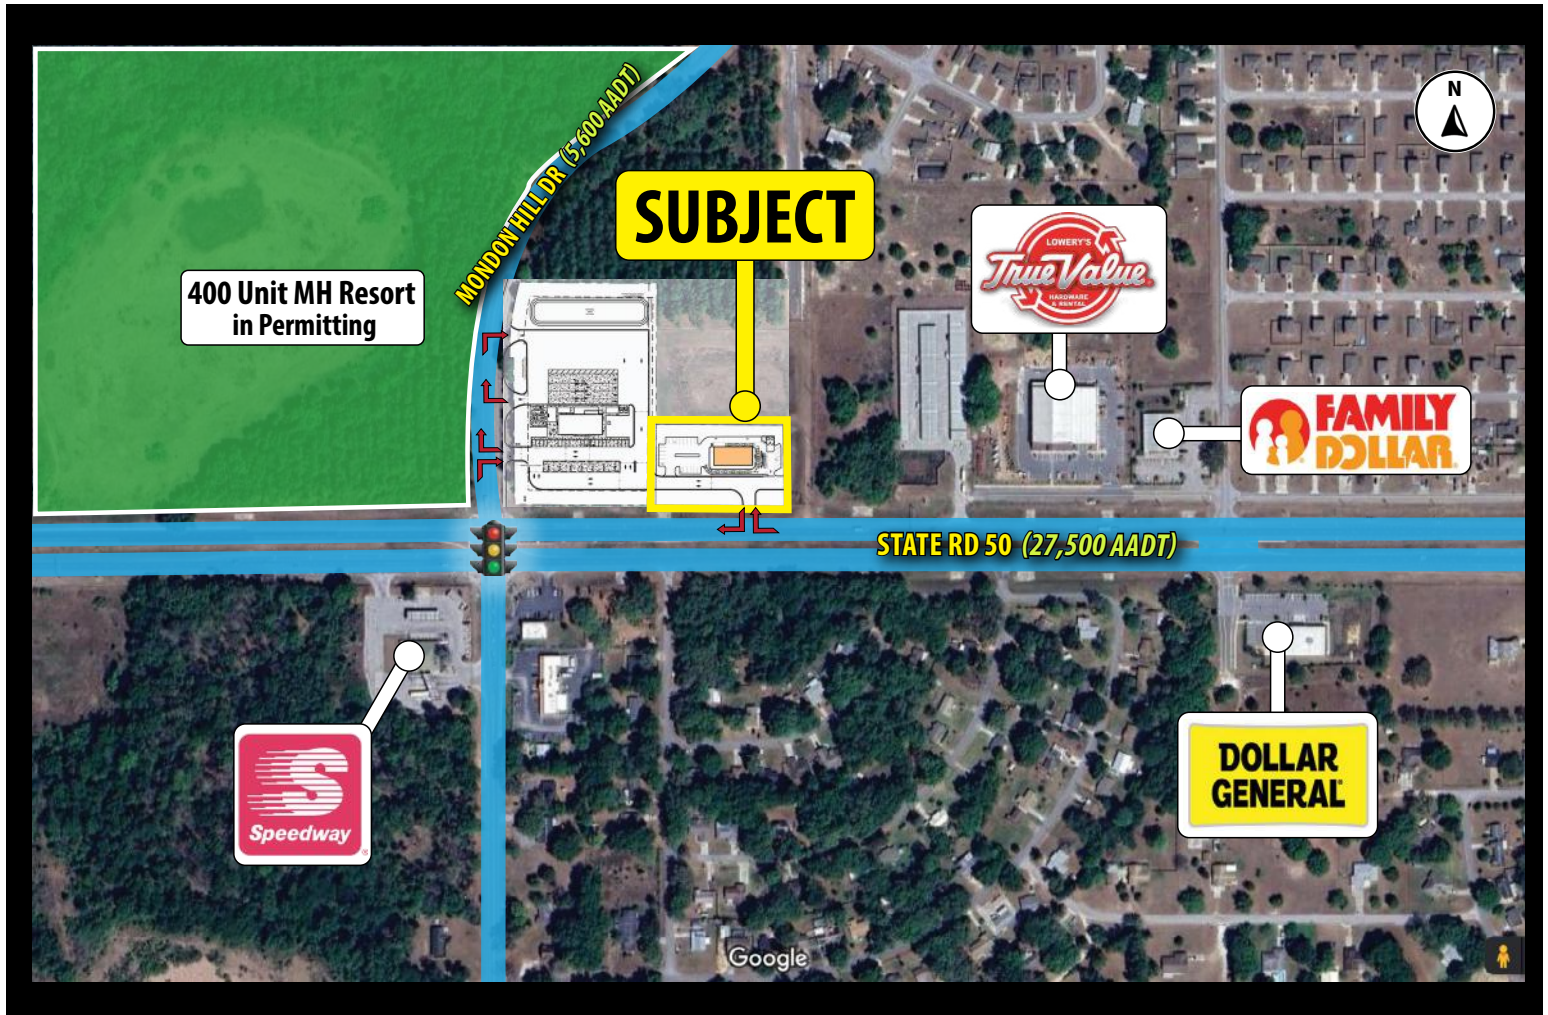 MONDON HILL DR (5,600 AADT)
N
SUBJECT
LOWERY'S
True Value.
HARDWARE
& RENTAL
400 Unit MH Resort
in Permitting
FAMILY
DOLLAR
STATE RD 50 (27,500 AADT)
S
Speedway
DOLLAR
GENERAL
Google